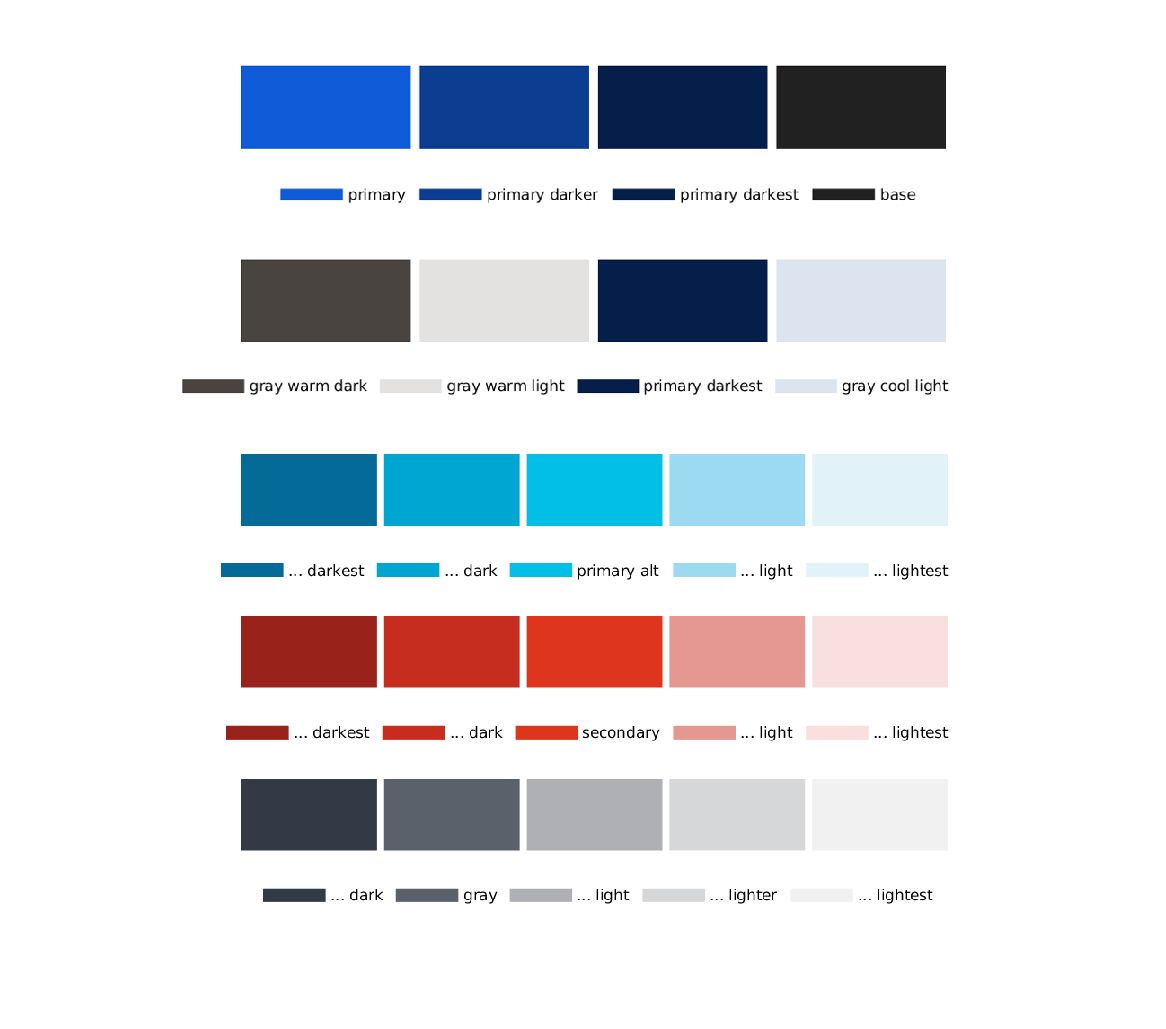 primary primary darker primary darkest base
gray warm dark gray warm light primary darkest gray cool light
... darkest ... dark primary alt ... light ... lightest
... darkest ... dark secondary ... light ... lightest
... dark gray ... light ... lighter ... lightest